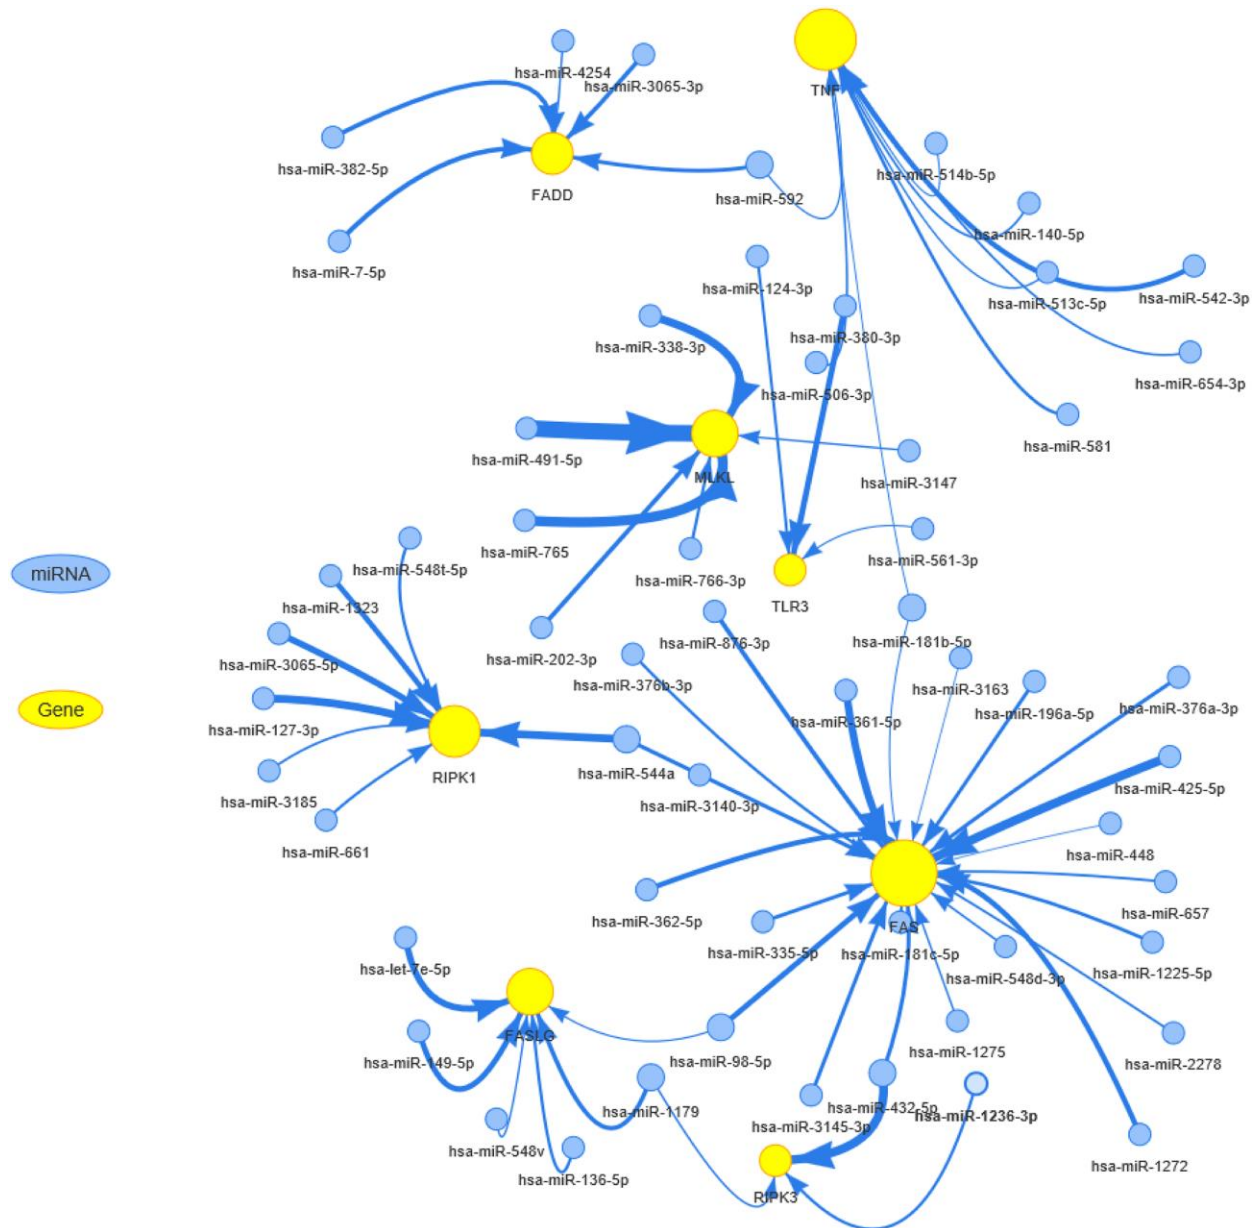 hsa-miR-4254
hsa-miR-3065-3p
TNF
hsa-miR-382-5p
FADD
hsa-miR-592
hsa-miR-514b-5p
hsa-miR-140-5p
hsa-miR-7-5p
hsa-miR-124-3p
hsa-miR-513c-5p
hsa-miR-542-3p
hsa-miR-338-3p
hsa-miR-380-3p
hsa-miR-654-3p
hsa-miR-506-3p
hsa-miR-581
hsa-miR-491-5p
MLKL
hsa-miR-3147
hsa-miR-765
hsa-miR-766-3p
hsa-miR-561-3p
miRNA
hsa-miR-548t-5p
hsa-miR-1323
TLR3
hsa-miR-202-3p
hsa-miR-876-3p
hsa-miR-181b-5p
hsa-miR-3065-5p
hsa-miR-376b-3p
hsa-miR-3163
Gene
hsa-miR-127-3p
hsa-miR-361-5p
hsa-miR-196a-5p
hsa-miR-376a-3p
RIPK1
hsa-miR-544a
hsa-miR-425-5p
hsa-miR-3185
hsa-miR-3140-3p
hsa-miR-661
hsa-miR-448
hsa-miR-362-5p
FAS
hsa-miR-657
hsa-miR-335-5p
hsa-miR-181c-5p
hsa-let-7e-5p
hsa-miR-548d-3p
hsa-miR-1225-5p
FASLG
hsa-miR-149-5p
hsa-miR-98-5p
hsa-miR-1275
hsa-miR-2278
hsa-miR-1179
hsa-miR-432-5p
hsa-miR-1236-3p
hsa-miR-3145-3p
hsa-miR-548v
hsa-miR-136-5p
hsa-miR-1272
RIPK3